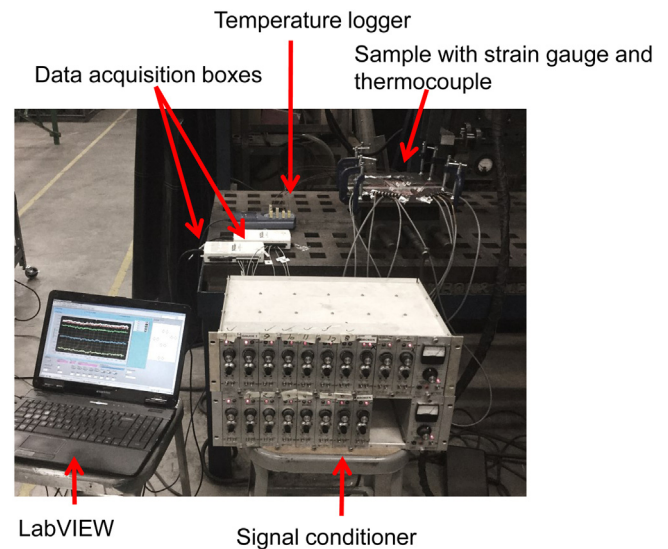 Temperature logger
Sample with strain gauge and
thermocouple
Data acquisition boxes
LabVIEW
Signal conditioner